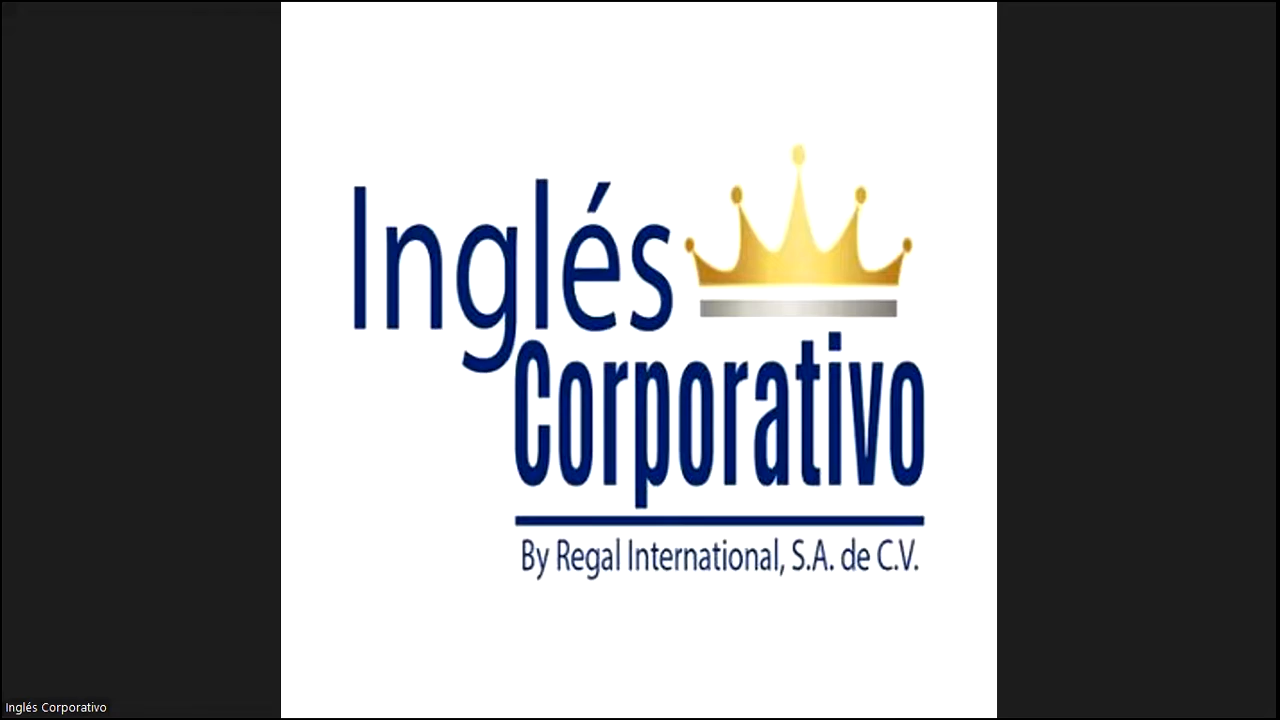 Inglés
Corporativo
By Regal International, S.A. de C.V.
Inglés Corporativo